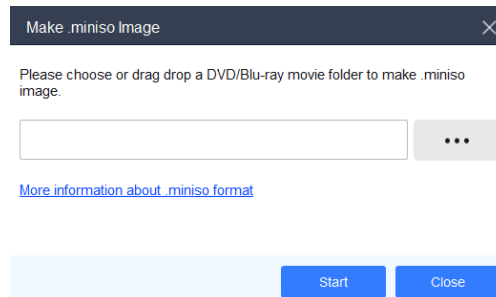 Make .miniso Image
Please choose or drag drop a DVD/Blu-ray movie folder to make .miniso
image.
More information about .miniso format
Start
Close